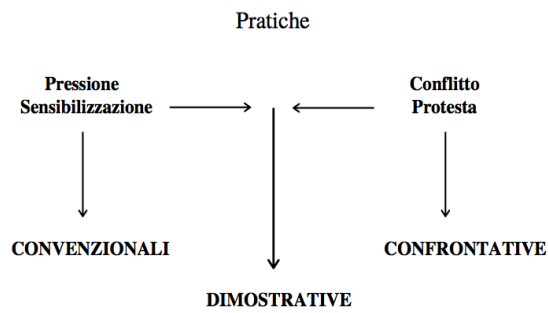 Pratiche
Pressione
Sensibilizzazione
Conflitto
Protesta
CONVENZIONALI
CONFRONTATIVE
DIMOSTRATIVE